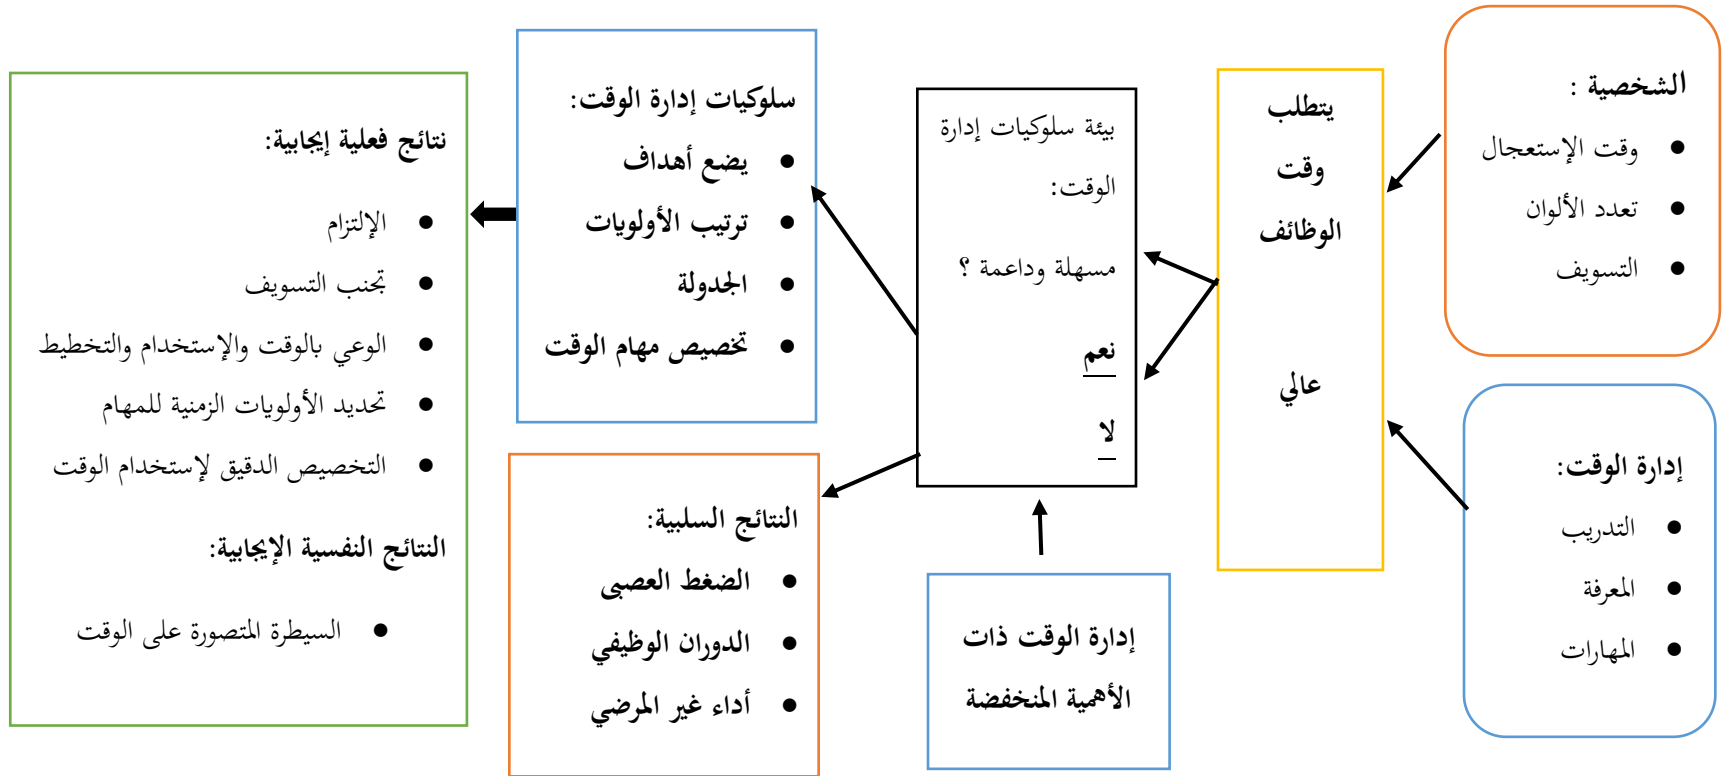 الشخصية :
● وقت الإستعجال
● تعدد الألوان
● التسويف
إدارة الوقت:
● التدريب
● المعرفة
● المهارات
يتطلب
وقت
الوظائف
عالي
بيئة سلوكيات إدارة
الوقت:
مسهلة وداعمة ؟
نعم
لا
إدارة الوقت ذات
الأهمية المنخفضة
سلوكيات إدارة الوقت:
● يضع أهداف
● ترتيب الأولويات
● الجدولة
● تخصيص مهام الوقت
النتائج السلبية:
● الضغط العصبى
● الدوران الوظيفي
● أداء غير المرضي
نتائج فعلية إيجابية:
● الإلتزام
● تجنب التسويف
● الوعي بالوقت والإستخدام والتخطيط
● تحديد الأولويات الزمنية للمهام
● التخصيص الدقيق لإستخدام الوقت
النتائج النفسية الإيجابية:
● السيطرة المتصورة على الوقت